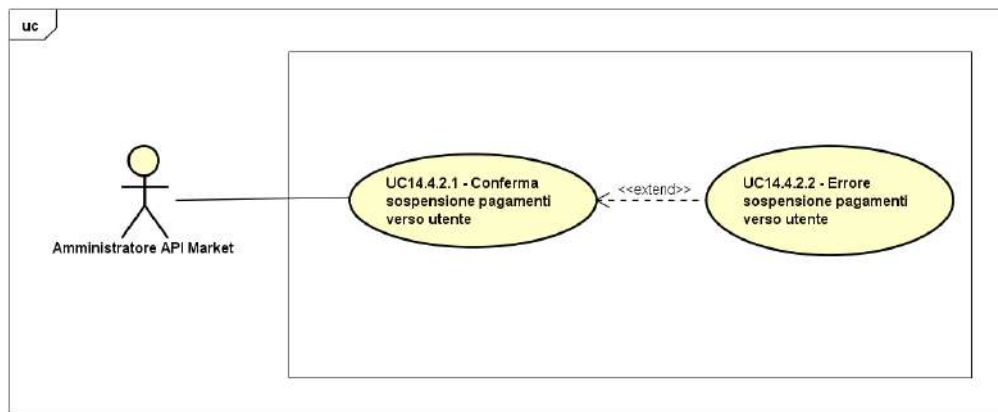 uc
UC14.4.2.1 - Conferma
sospensione pagamenti
verso utente
<<extend>>
UC14.4.2.2 - Errore
sospensione pagamenti
verso utente
Amministratore API Market